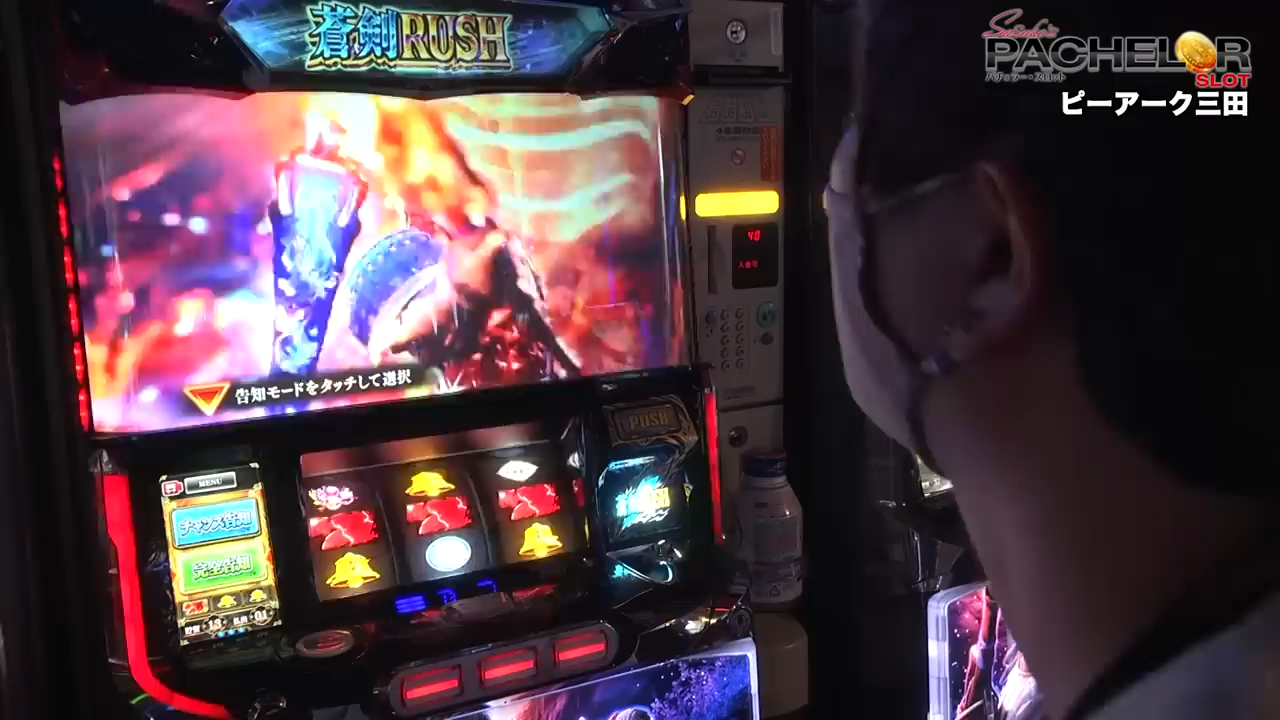 蒼剣RUSH
Sasuke's
PACHELOR
パチェラー・スロット
SLOT
ピーアーク三田
40
告知モードをタッチして選択
PUSH
MENU
チャンス告知
完全告知